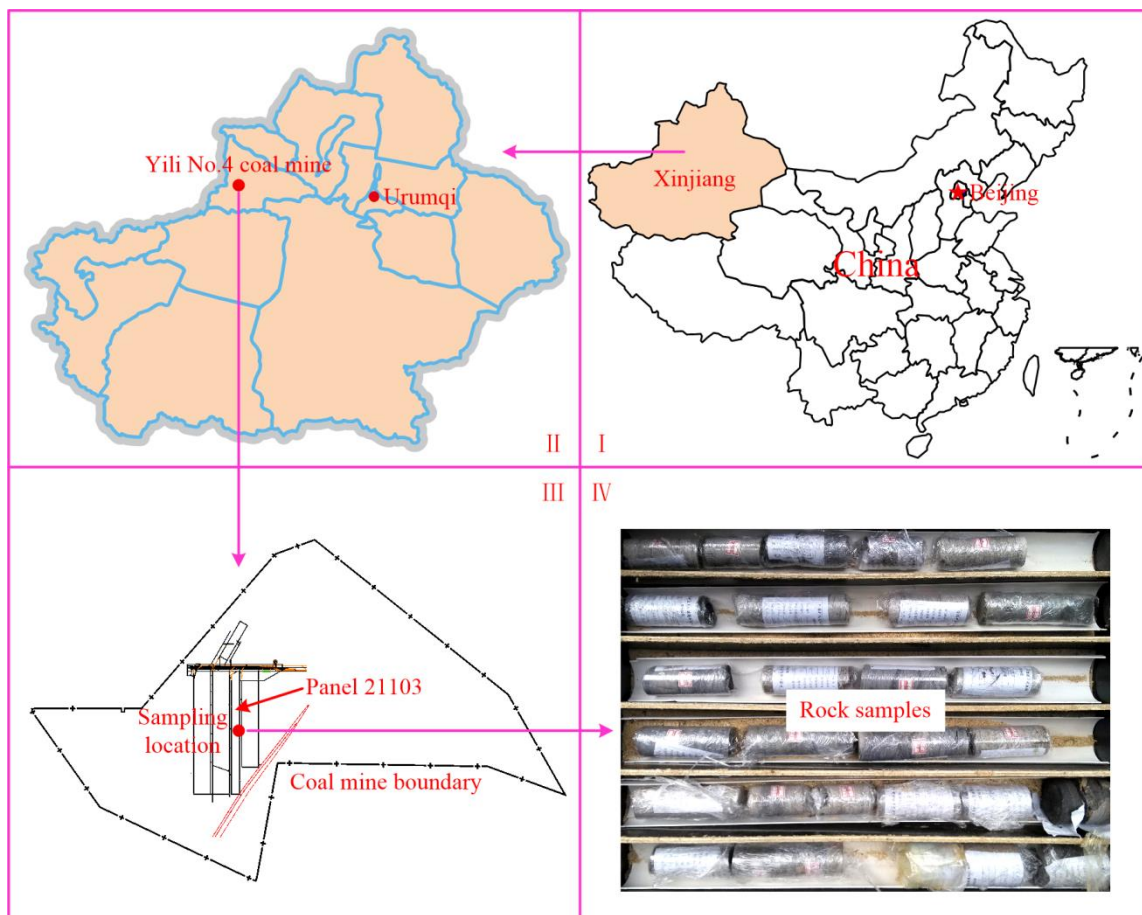 Yili No.4 coal mine
Urumqi
II
Xinjiang
Beijing
China
I
III
Panel 21103
Sampling
location
Coal mine boundary
IV
Rock samples